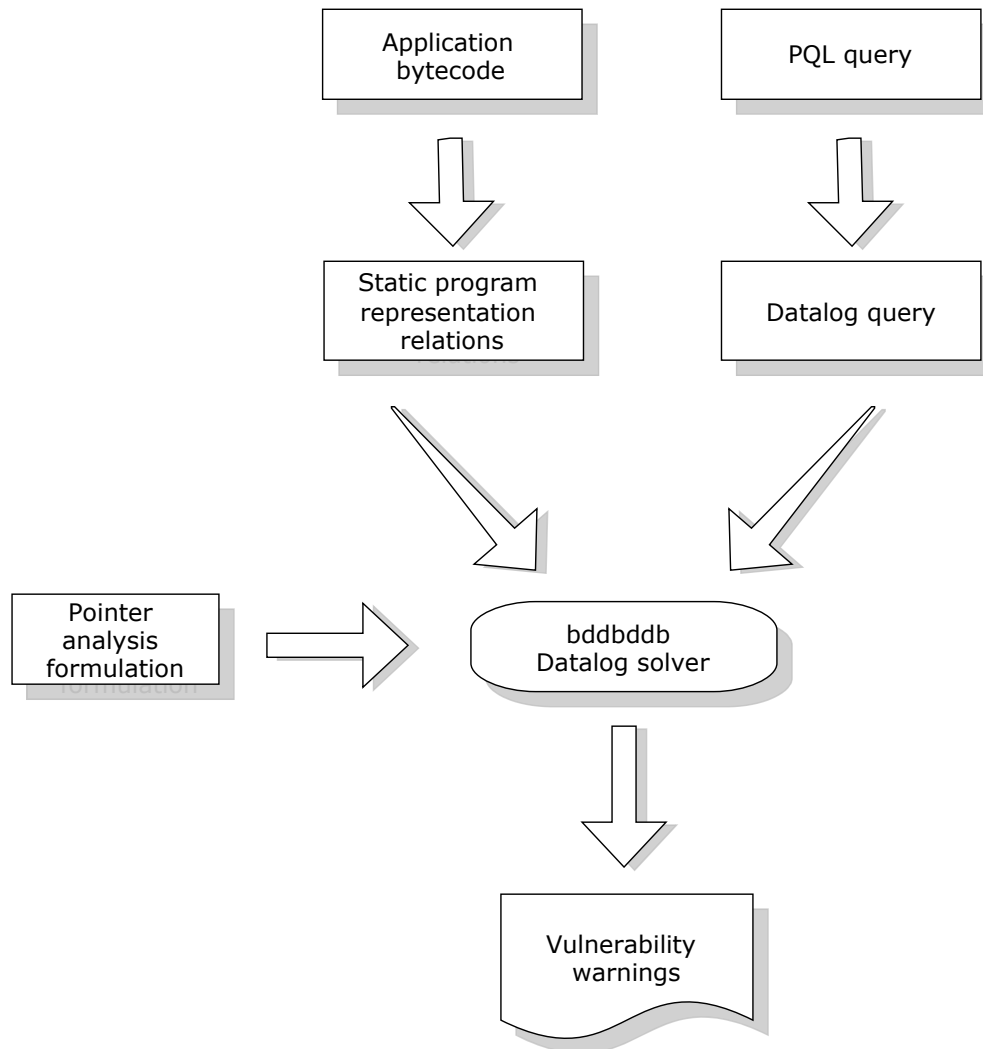 Application
bytecode
PQL query
Static program
representation
relations
Datalog query
Pointer
analysis
formulation
bddbddb
Datalog solver
Vulnerability
warnings